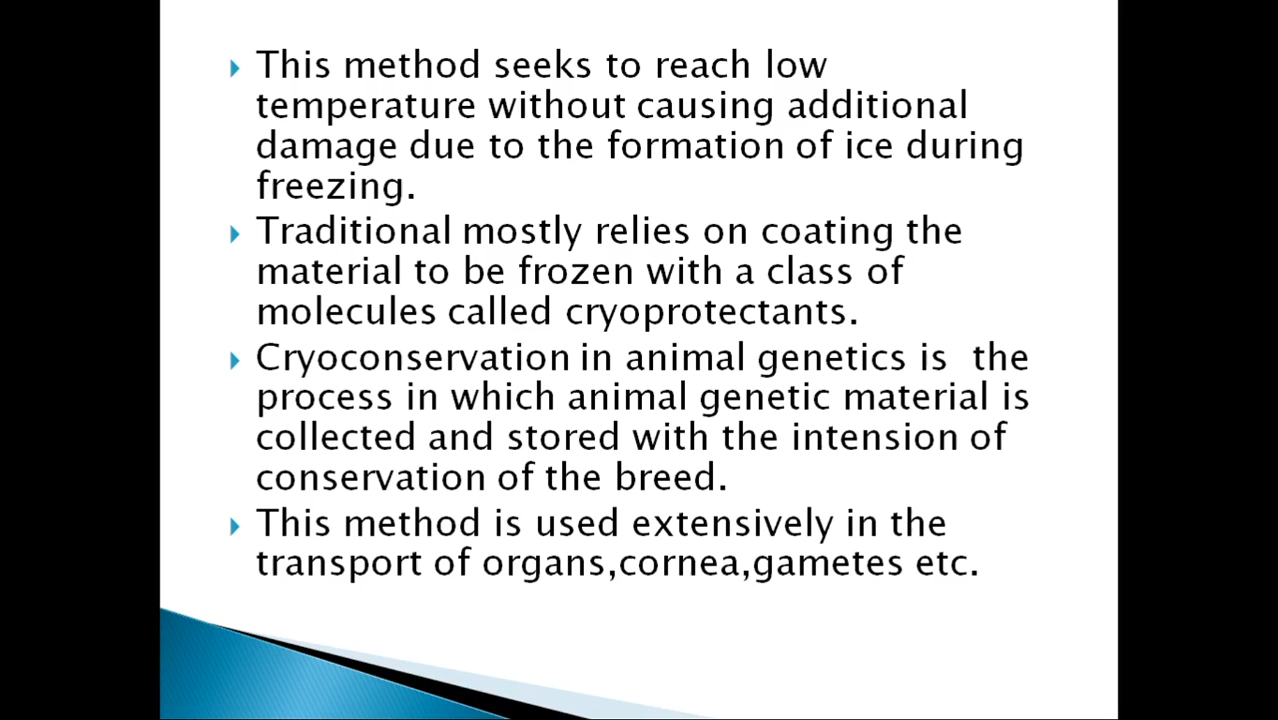 This method seeks to reach low
temperature without causing additional
damage due to the formation of ice during
freezing.
Traditional mostly relies on coating the
material to be frozen with a class of
molecules called cryoprotectants.
Cryoconservation in animal genetics is  the
process in which animal genetic material is
collected and stored with the intension of
conservation of the breed.
This method is used extensively in the
transport of organs,cornea,gametes etc.